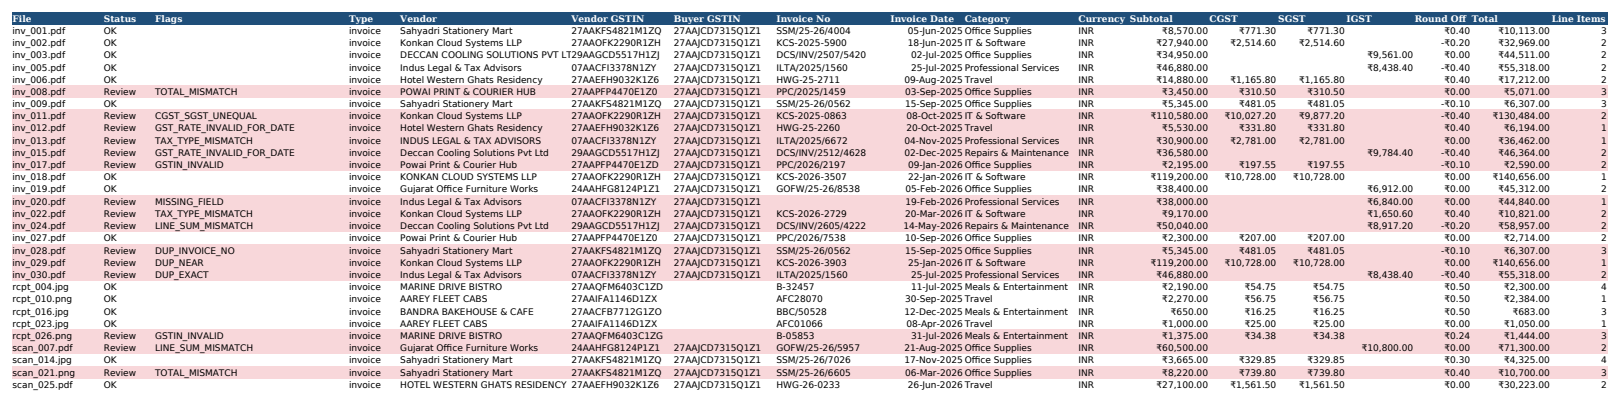 File Status Flags Type Vendor Vendor GSTIN Buyer GSTIN Invoice No Invoice Date Category Currency Subtotal CGST SGST IGST Round Off Total Line Items
inv_001.pdf OK invoice Sahyadri Stationery Mart 27AAKFS4821M1ZQ 27AAJCD7315Q1Z1 SSM/25-26/4004 05-Jun-2025 Office Supplies INR ₹8,570.00 ₹771.30 ₹771.30 ₹0.40 ₹10,113.00 3
inv_002.pdf OK invoice Konkan Cloud Systems LLP 27AAOFK2290R1ZH 27AAJCD7315Q1Z1 KCS-2025-5900 18-Jun-2025 IT & Software INR ₹27,940.00 ₹2,514.60 ₹2,514.60 -₹0.20 ₹32,969.00 2
inv_003.pdf OK invoice DECCAN COOLING SOLUTIONS PVT LT 29AAGCD5517H1ZJ 27AAJCD7315Q1Z1 DCS/INV/2507/5420 02-Jul-2025 Office Supplies INR ₹34,950.00 ₹9,561.00 ₹0.00 ₹44,511.00 2
inv_005.pdf OK invoice Indus Legal & Tax Advisors 07AACFI3378N1ZY 27AAJCD7315Q1Z1 ILTA/2025/1560 25-Jul-2025 Professional Services INR ₹46,880.00 ₹8,438.40 -₹0.40 ₹55,318.00 2
inv_006.pdf OK invoice Hotel Western Ghats Residency 27AAEFH9032K1Z6 27AAJCD7315Q1Z1 HWG-25-2711 09-Aug-2025 Travel INR ₹14,880.00 ₹1,165.80 ₹1,165.80 ₹0.40 ₹17,212.00 2
inv_008.pdf Review TOTAL_MISMATCH invoice POWAI PRINT & COURIER HUB 27AAPFP4470E1Z0 27AAJCD7315Q1Z1 PPC/2025/1459 03-Sep-2025 Office Supplies INR ₹3,450.00 ₹310.50 ₹310.50 ₹0.00 ₹5,071.00 3
inv_009.pdf OK invoice Sahyadri Stationery Mart 27AAKFS4821M1ZQ 27AAJCD7315Q1Z1 SSM/25-26/0562 15-Sep-2025 Office Supplies INR ₹5,345.00 ₹481.05 ₹481.05 -₹0.10 ₹6,307.00 3
inv_011.pdf Review CGST_SGST_UNEQUAL invoice Konkan Cloud Systems LLP 27AAOFK2290R1ZH 27AAJCD7315Q1Z1 KCS-2025-0863 08-Oct-2025 IT & Software INR ₹110,580.00 ₹10,027.20 ₹9,877.20 -₹0.40 ₹130,484.00 2
inv_012.pdf Review GST_RATE_INVALID_FOR_DATE invoice Hotel Western Ghats Residency 27AAEFH9032K1Z6 27AAJCD7315Q1Z1 HWG-25-2260 20-Oct-2025 Travel INR ₹5,530.00 ₹331.80 ₹331.80 ₹0.40 ₹6,194.00 1
inv_013.pdf Review TAX_TYPE_MISMATCH invoice INDUS LEGAL & TAX ADVISORS 07AACFI3378N1ZY 27AAJCD7315Q1Z1 ILTA/2025/6672 04-Nov-2025 Professional Services INR ₹30,900.00 ₹2,781.00 ₹2,781.00 ₹0.00 ₹36,462.00 1
inv_015.pdf Review GST_RATE_INVALID_FOR_DATE invoice Deccan Cooling Solutions Pvt Ltd 29AAGCD5517H1ZJ 27AAJCD7315Q1Z1 DCS/INV/2512/4628 02-Dec-2025 Repairs & Maintenance INR ₹36,580.00 ₹9,784.40 -₹0.40 ₹46,364.00 2
inv_017.pdf Review GSTIN_INVALID invoice Powai Print & Courier Hub 27AAPFP4470E1ZD 27AAJCD7315Q1Z1 PPC/2026/2197 09-Jan-2026 Office Supplies INR ₹2,195.00 ₹197.55 ₹197.55 -₹0.10 ₹2,590.00 2
inv_018.pdf OK invoice KONKAN CLOUD SYSTEMS LLP 27AAOFK2290R1ZH 27AAJCD7315Q1Z1 KCS-2026-3507 22-Jan-2026 IT & Software INR ₹119,200.00 ₹10,728.00 ₹10,728.00 ₹0.00 ₹140,656.00 1
inv_019.pdf OK invoice Gujarat Office Furniture Works 24AAHFG8124P1Z1 27AAJCD7315Q1Z1 GOFW/25-26/8538 05-Feb-2026 Office Supplies INR ₹38,400.00 ₹6,912.00 ₹0.00 ₹45,312.00 2
inv_020.pdf Review MISSING_FIELD invoice Indus Legal & Tax Advisors 07AACFI3378N1ZY 27AAJCD7315Q1Z1 19-Feb-2026 Professional Services INR ₹38,000.00 ₹6,840.00 ₹0.00 ₹44,840.00 1
inv_022.pdf Review TAX_TYPE_MISMATCH invoice Konkan Cloud Systems LLP 27AAOFK2290R1ZH 27AAJCD7315Q1Z1 KCS-2026-2729 20-Mar-2026 IT & Software INR ₹9,170.00 ₹1,650.60 ₹0.40 ₹10,821.00 2
inv_024.pdf Review LINE_SUM_MISMATCH invoice Deccan Cooling Solutions Pvt Ltd 29AAGCD5517H1ZJ 27AAJCD7315Q1Z1 DCS/INV/2605/4222 14-May-2026 Repairs & Maintenance INR ₹50,040.00 ₹8,917.20 -₹0.20 ₹58,957.00 2
inv_027.pdf OK invoice Powai Print & Courier Hub 27AAPFP4470E1Z0 27AAJCD7315Q1Z1 PPC/2026/7538 10-Sep-2026 Office Supplies INR ₹2,300.00 ₹207.00 ₹207.00 ₹0.00 ₹2,714.00 2
inv_028.pdf Review DUP_INVOICE_NO invoice Sahyadri Stationery Mart 27AAKFS4821M1ZQ 27AAJCD7315Q1Z1 SSM/25-26/0562 15-Sep-2025 Office Supplies INR ₹5,345.00 ₹481.05 ₹481.05 -₹0.10 ₹6,307.00 3
inv_029.pdf Review DUP_NEAR invoice Konkan Cloud Systems LLP 27AAOFK2290R1ZH 27AAJCD7315Q1Z1 KCS-2026-3903 25-Jan-2026 IT & Software INR ₹119,200.00 ₹10,728.00 ₹10,728.00 ₹0.00 ₹140,656.00 1
inv_030.pdf Review DUP_EXACT invoice Indus Legal & Tax Advisors 07AACFI3378N1ZY 27AAJCD7315Q1Z1 ILTA/2025/1560 25-Jul-2025 Professional Services INR ₹46,880.00 ₹8,438.40 -₹0.40 ₹55,318.00 2
rcpt_004.jpg OK invoice MARINE DRIVE BISTRO 27AAQFM6403C1ZD B-32457 11-Jul-2025 Meals & Entertainment INR ₹2,190.00 ₹54.75 ₹54.75 ₹0.50 ₹2,300.00 4
rcpt_010.png OK invoice AAREY FLEET CABS 27AAIFA1146D1ZX AFC28070 30-Sep-2025 Travel INR ₹2,270.00 ₹56.75 ₹56.75 ₹0.50 ₹2,384.00 1
rcpt_016.jpg OK invoice BANDRA BAKEHOUSE & CAFE 27AACFB7712G1ZO BBC/50528 12-Dec-2025 Meals & Entertainment INR ₹650.00 ₹16.25 ₹16.25 ₹0.50 ₹683.00 3
rcpt_023.jpg OK invoice AAREY FLEET CABS 27AAIFA1146D1ZX AFC01066 08-Apr-2026 Travel INR ₹1,000.00 ₹25.00 ₹25.00 ₹0.00 ₹1,050.00 1
rcpt_026.png Review GSTIN_INVALID invoice MARINE DRIVE BISTRO 27AAQFM6403C1ZG B-05853 31-Jul-2026 Meals & Entertainment INR ₹1,375.00 ₹34.38 ₹34.38 ₹0.24 ₹1,444.00 3
scan_007.pdf Review LINE_SUM_MISMATCH invoice Gujarat Office Furniture Works 24AAHFG8124P1Z1 27AAJCD7315Q1Z1 GOFW/25-26/5957 21-Aug-2025 Office Supplies INR ₹60,500.00 ₹10,800.00 ₹0.00 ₹71,300.00 2
scan_014.jpg OK invoice Sahyadri Stationery Mart 27AAKFS4821M1ZQ 27AAJCD7315Q1Z1 SSM/25-26/7026 17-Nov-2025 Office Supplies INR ₹3,665.00 ₹329.85 ₹329.85 ₹0.30 ₹4,325.00 4
scan_021.png Review TOTAL_MISMATCH invoice Sahyadri Stationery Mart 27AAKFS4821M1ZQ 27AAJCD7315Q1Z1 SSM/25-26/6605 06-Mar-2026 Office Supplies INR ₹8,220.00 ₹739.80 ₹739.80 ₹0.40 ₹10,700.00 3
scan_025.pdf OK invoice HOTEL WESTERN GHATS RESIDENCY 27AAEFH9032K1Z6 27AAJCD7315Q1Z1 HWG-26-0233 26-Jun-2026 Travel INR ₹27,100.00 ₹1,561.50 ₹1,561.50 ₹0.00 ₹30,223.00 2